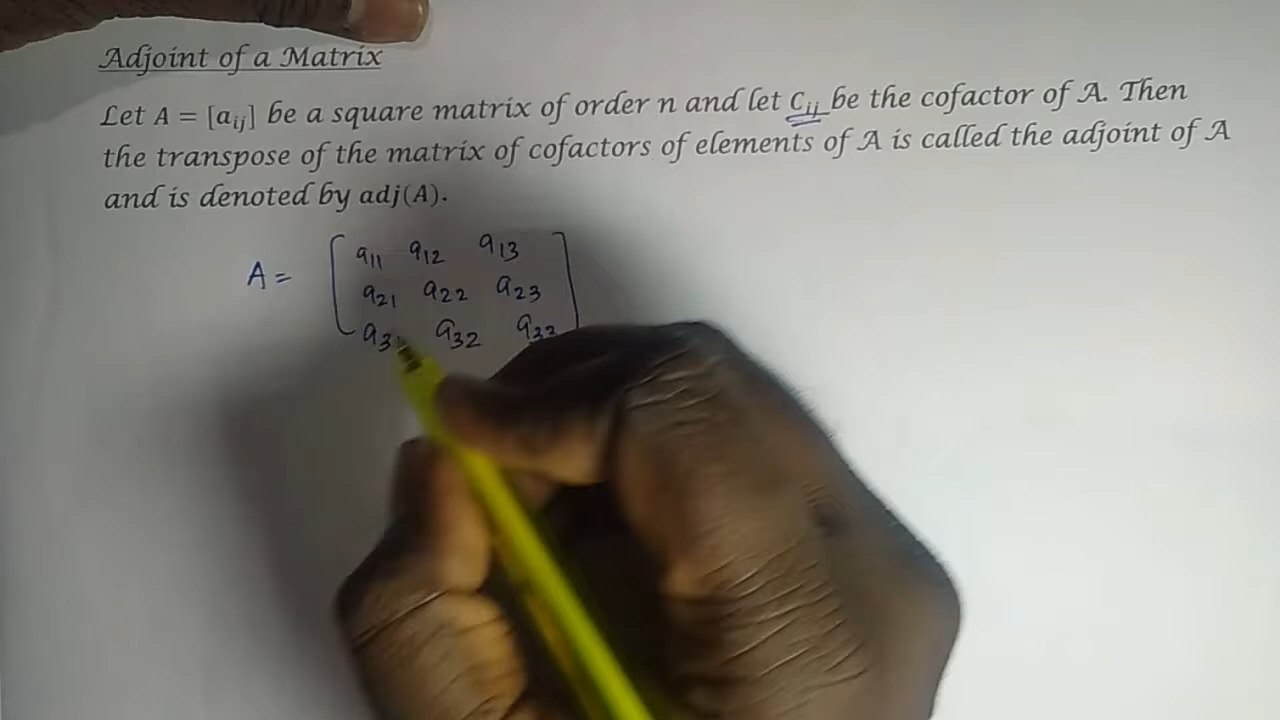 Adjoint of a Matrix
Let A = [aij] be a square matrix of order n and let Cij be the cofactor of A. Then
the transpose of the matrix of cofactors of elements of A is called the adjoint of A
and is denoted by adj(A).
A = [ a11 a12 a13
a21 a22 a23
a3 a32 a33 ]